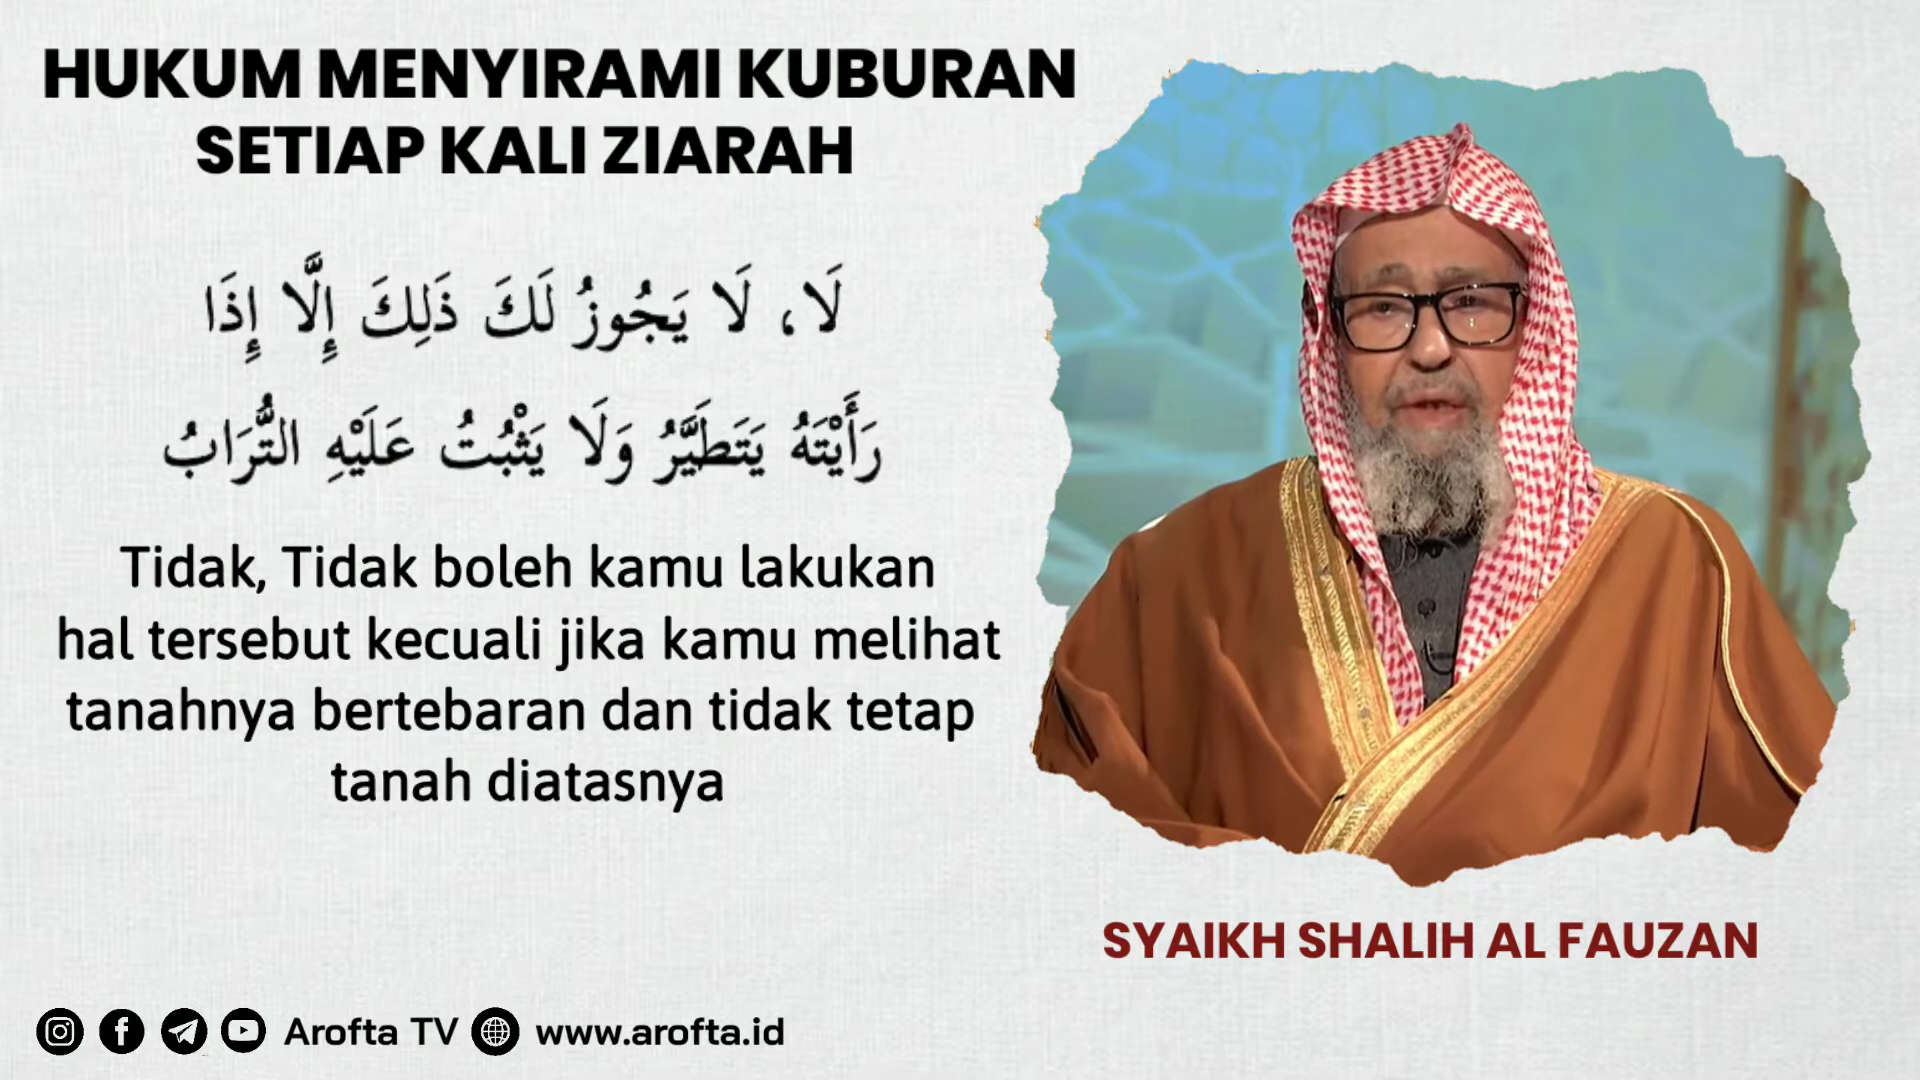 HUKUM MENYIRAMI KUBURAN
SETIAP KALI ZIARAH
لَا، لَا يَجُوزُ لَكَ ذَلِكَ إِلَّا إِذَا
رَأَيْتَهُ يَتَطَيَّرُ وَلَا يَثْبُتُ عَلَيْهِ التُّرَابُ
Tidak, Tidak boleh kamu lakukan
hal tersebut kecuali jika kamu melihat
tanahnya bertebaran dan tidak tetap
tanah diatasnya
SYAIKH SHALIH AL FAUZAN
Arofta TV www.arofta.id